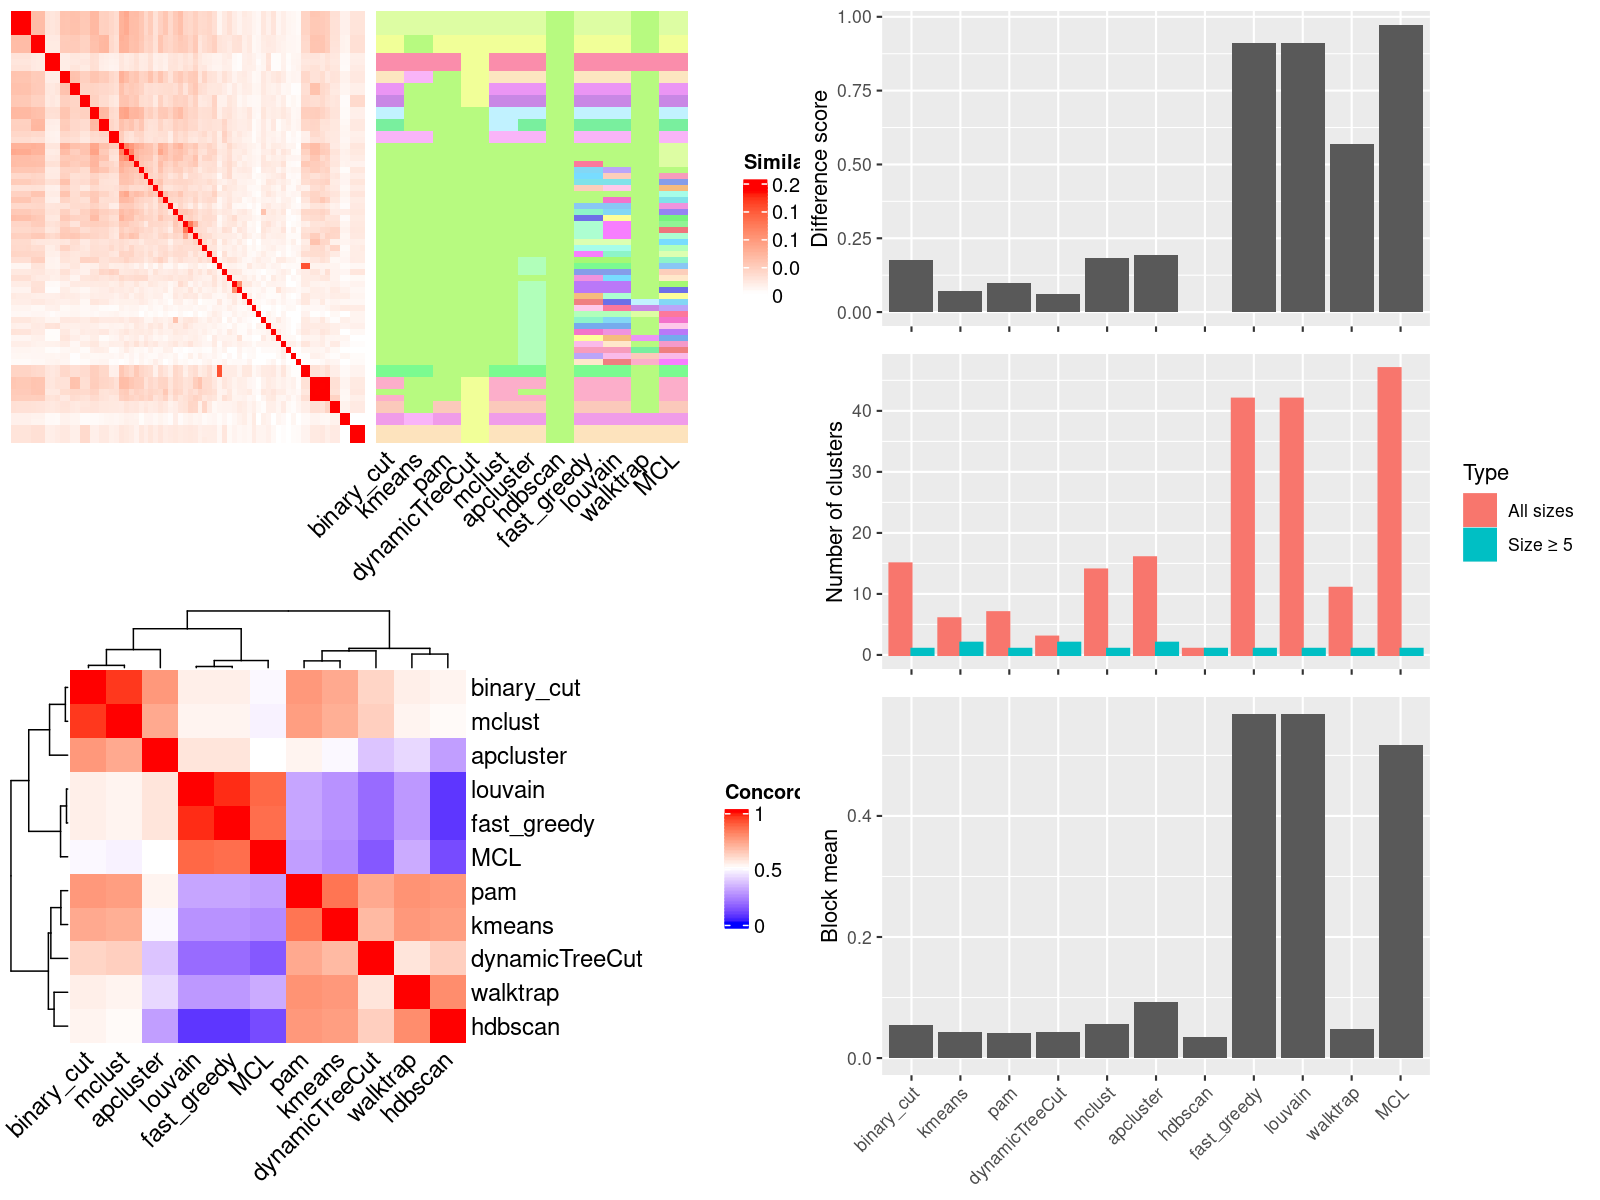 Simila
0.2
0.1
0.1
0.0
0
binary_cut
kmeans
pam
dynamicTreeCut
mclust
apcluster
hdbscan
fast_greedy
louvain
walktrap
MCL
binary_cut
mclust
apcluster
louvain
fast_greedy
MCL
pam
kmeans
dynamicTreeCut
walktrap
hdbscan
Concord
1
0.5
0
binary_cut
mclust
apcluster
louvain
fast_greedy
MCL
pam
kmeans
dynamicTreeCut
walktrap
hdbscan
Difference score
1.00
0.75
0.50
0.25
0.00
Number of clusters
40
30
20
10
0
Type
All sizes
Size ≥ 5
Block mean
0.4
0.2
0.0
binary_cut
kmeans
pam
dynamicTreeCut
mclust
apcluster
hdbscan
fast_greedy
louvain
walktrap
MCL